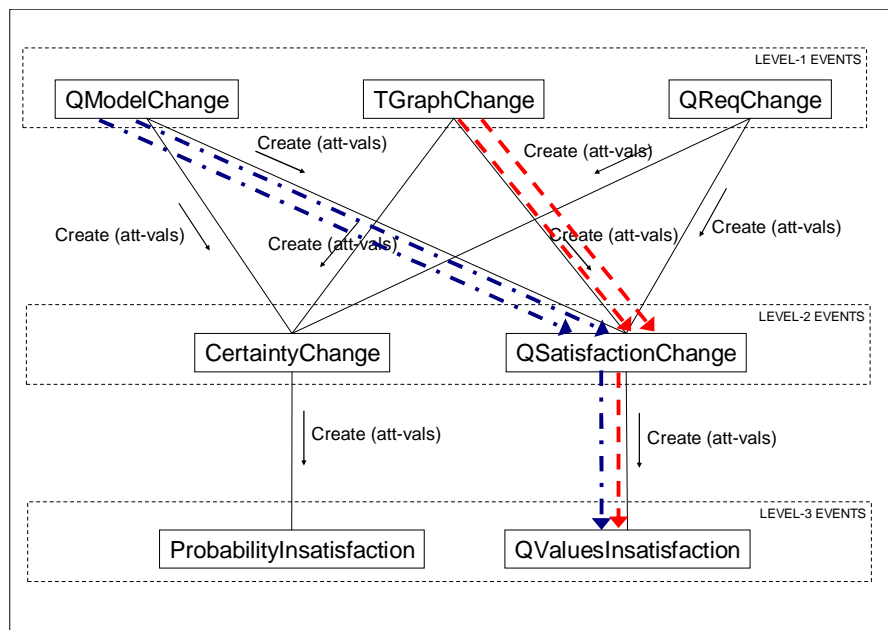 LEVEL-1 EVENTS
QModelChange
TGraphChange
QReqChange
Create (att-vals)
Create (att-vals)
Create (att-vals)
Create (att-vals)
Create (att-vals)
Create (att-vals)
LEVEL-2 EVENTS
CertaintyChange
QSatisfactionChange
Create (att-vals)
Create (att-vals)
LEVEL-3 EVENTS
ProbabilityInsatisfaction
QValuesInsatisfaction